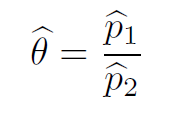 θ̂ = p̂₁ / p̂₂